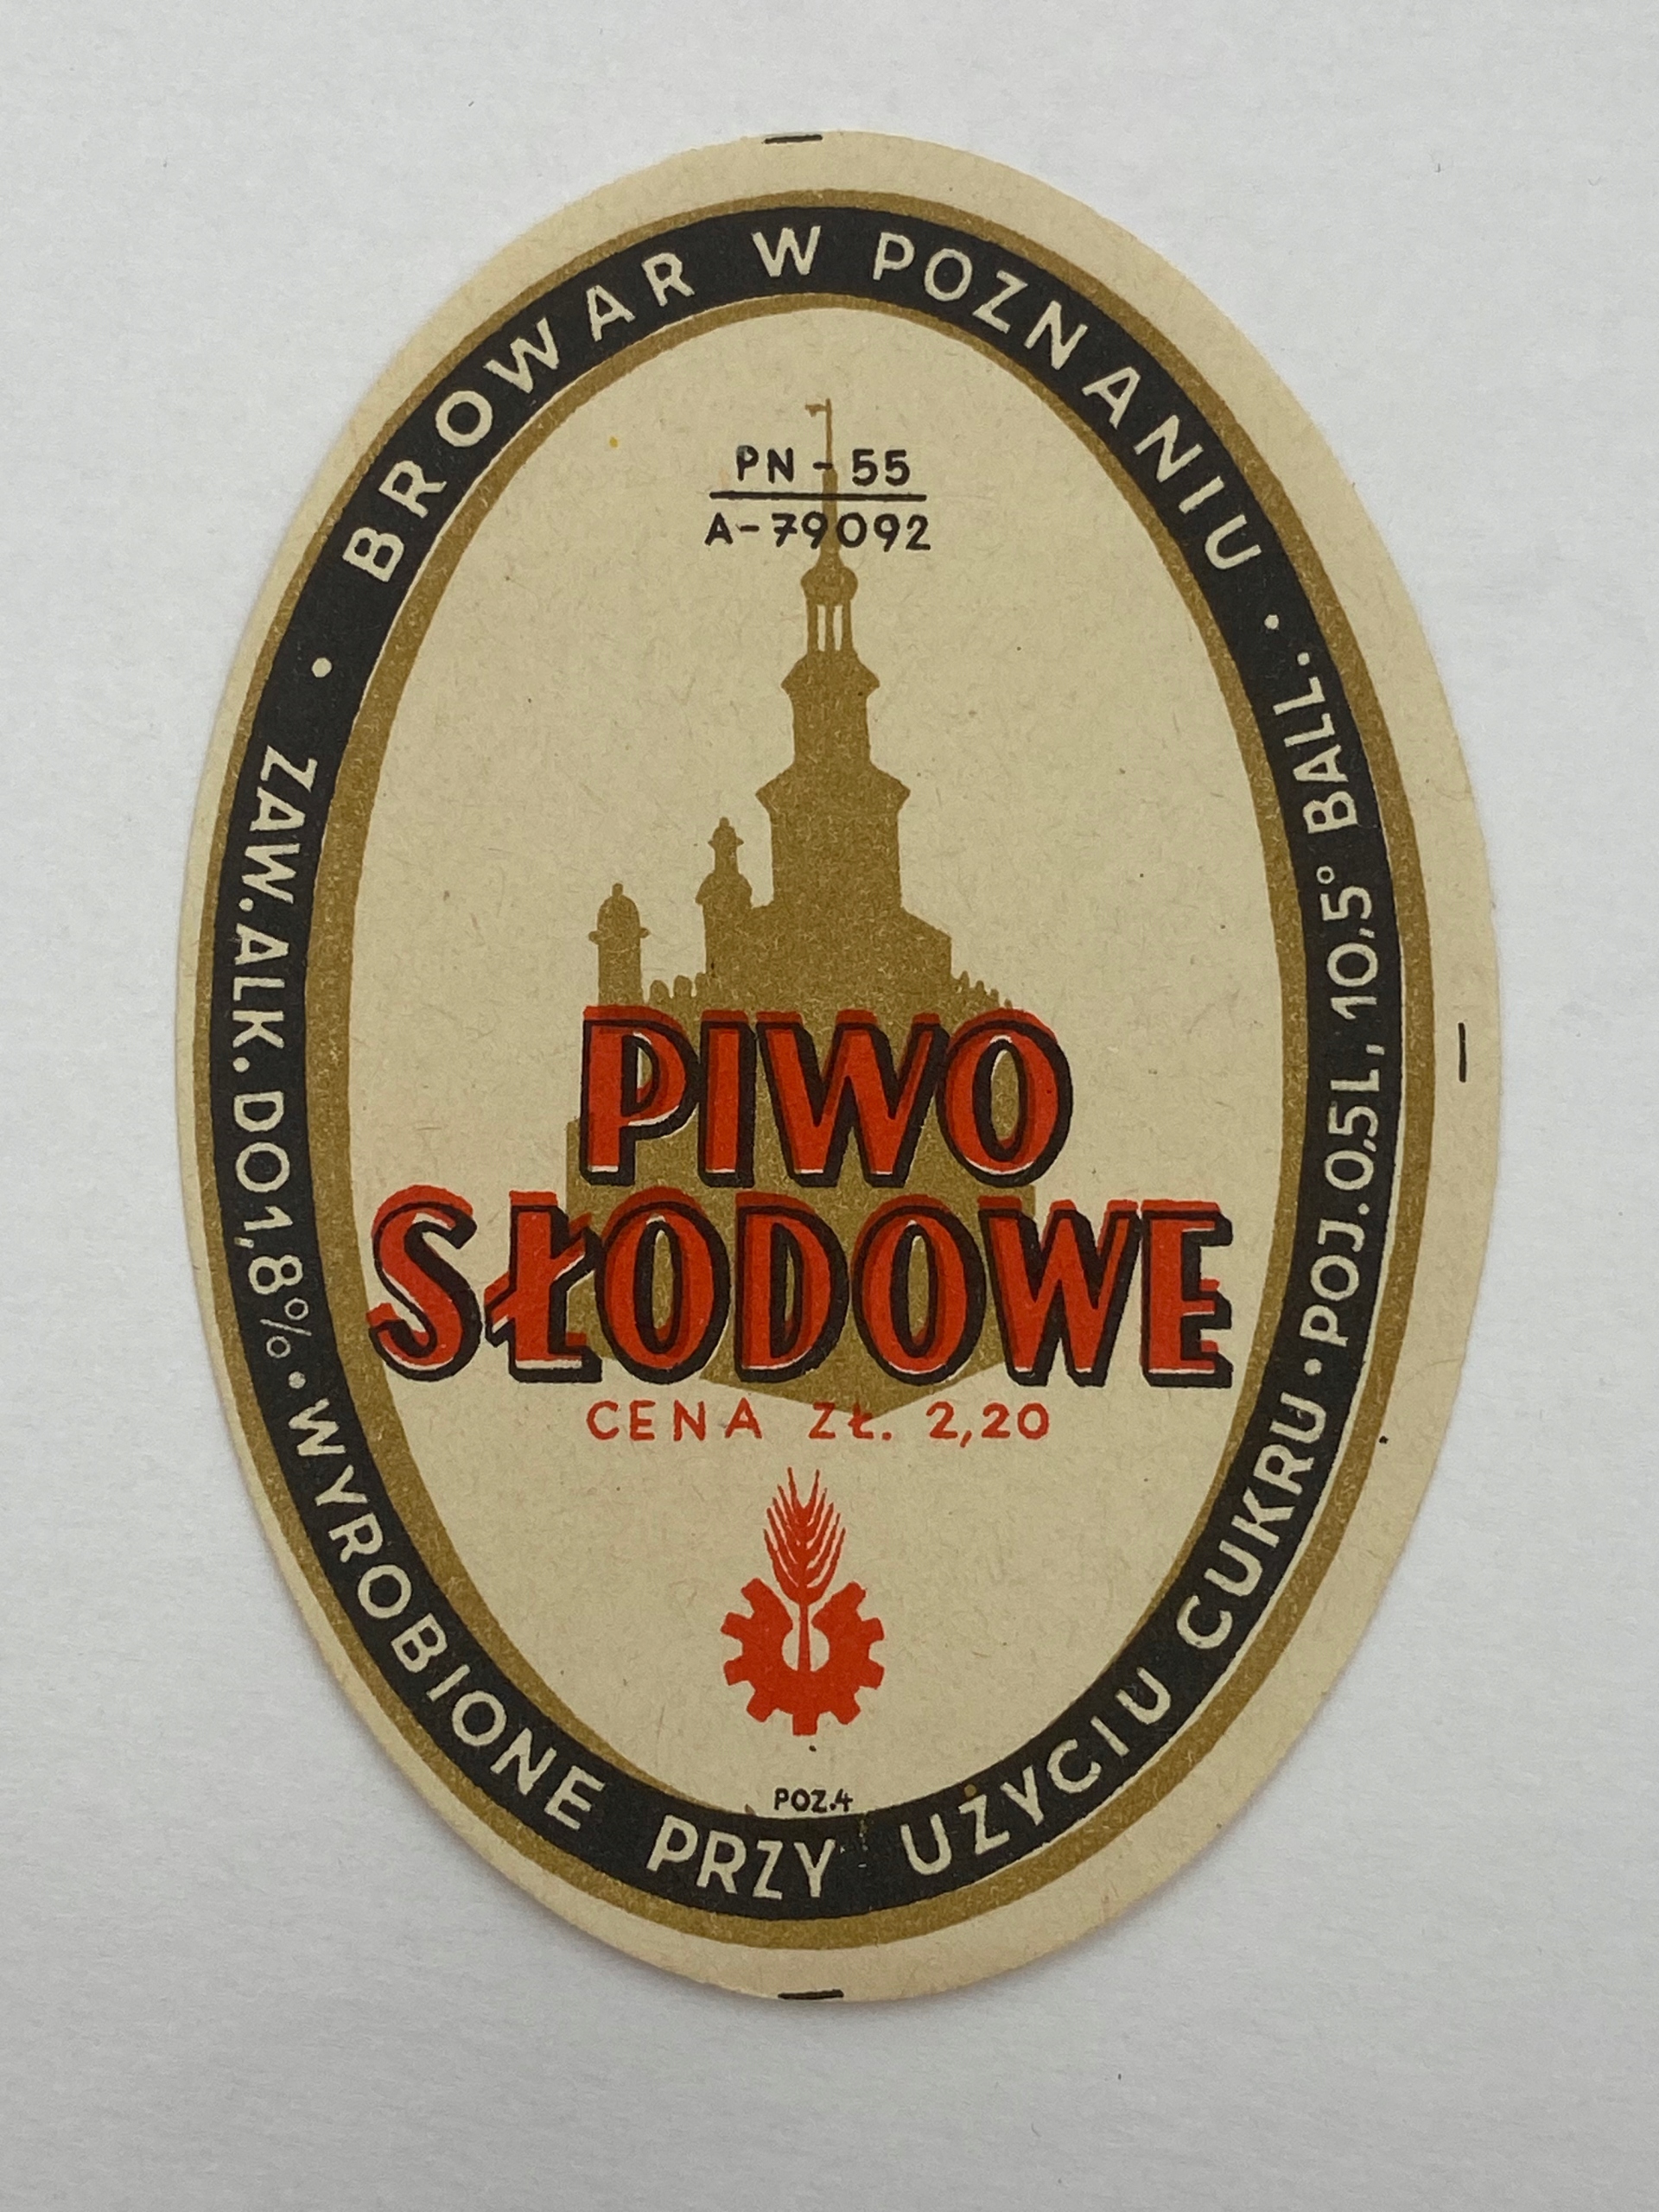 BROWAR W POZNANIU
PN-55
A-79092
PIWO
SŁODOWE
CENA ZŁ. 2,20
POZ.4
ZAW. ALK. DO 1,8% • WYROBIONE PRZY UŻYCIU CUKRU • POJ. 0,5L, 10,5° BALL.